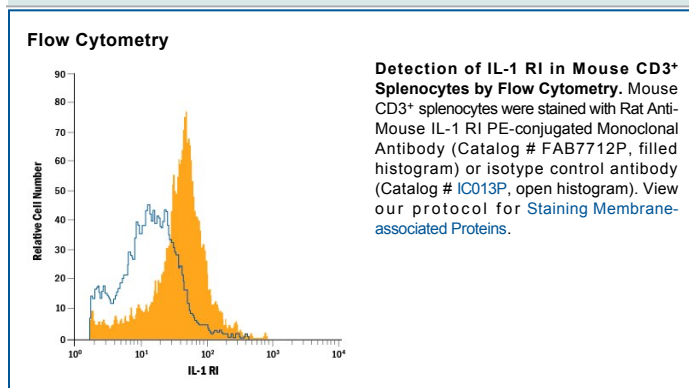 Flow Cytometry
90
80
70
60
50
40
30
20
10
0
Relative Cell Number
10⁰
10¹
10²
10³
10⁴
IL-1 RI
Detection of IL-1 RI in Mouse CD3⁺
Splenocytes by Flow Cytometry. Mouse
CD3⁺ splenocytes were stained with Rat Anti-
Mouse IL-1 RI PE-conjugated Monoclonal
Antibody (Catalog # FAB7712P, filled
histogram) or isotype control antibody
(Catalog # IC013P, open histogram). View
our protocol for Staining Membrane-
associated Proteins.